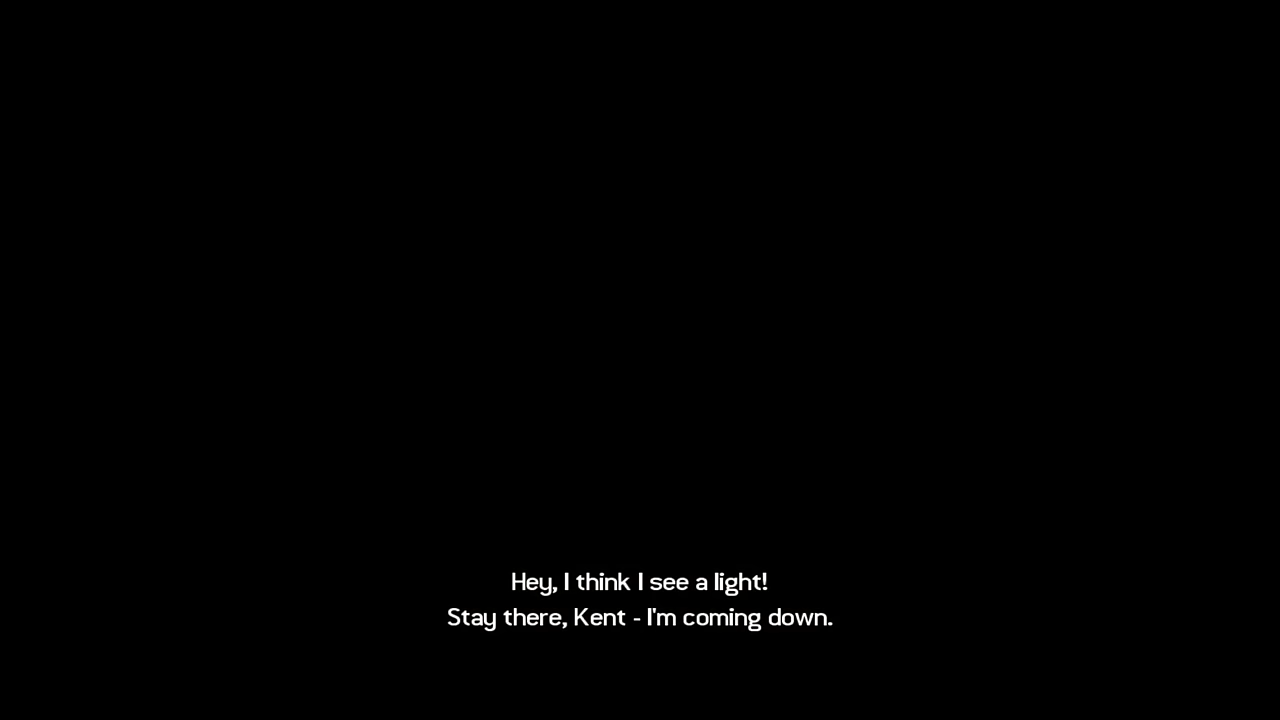 Hey, I think I see a light!
Stay there, Kent - I'm coming down.